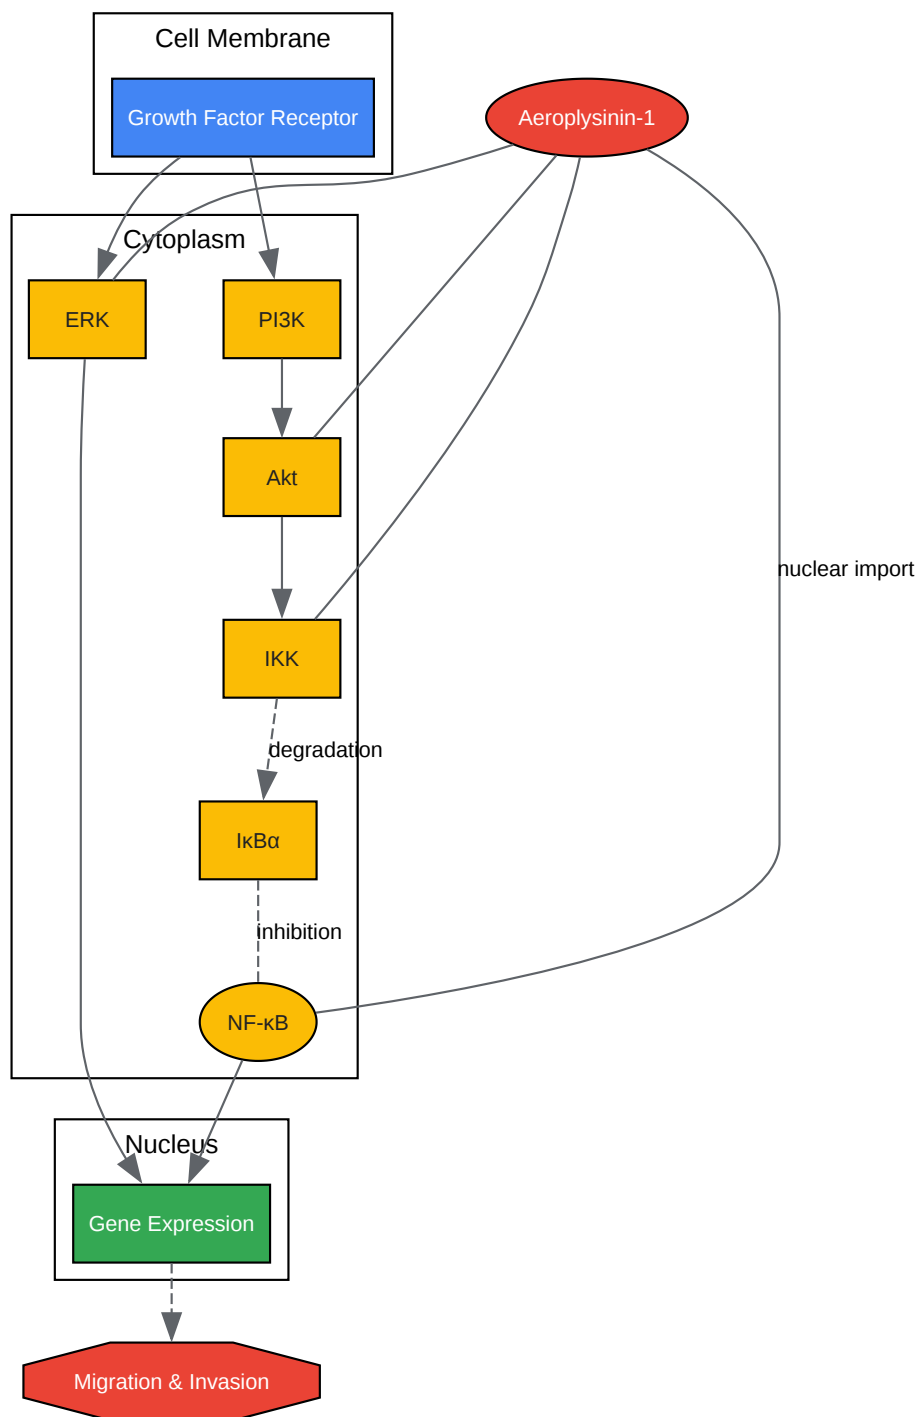 Cell Membrane
Growth Factor Receptor
Aeroplysinin-1
Cytoplasm
ERK
PI3K
Akt
nuclear import
IKK
degradation
IκBα
inhibition
NF-κB
Nucleus
Gene Expression
Migration & Invasion